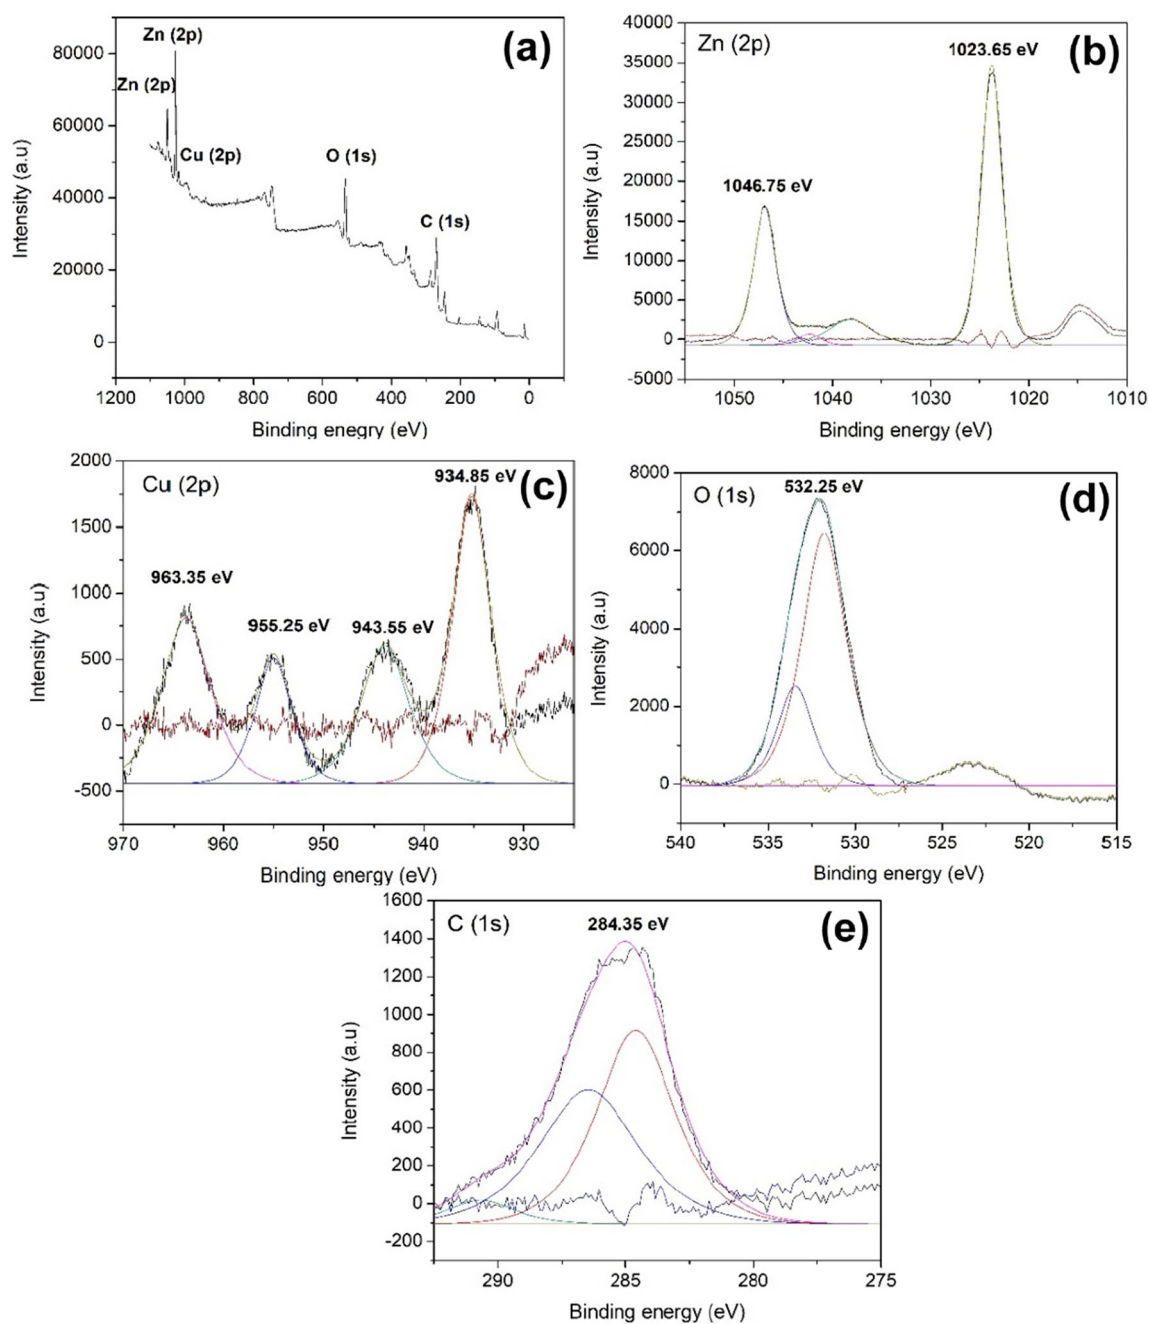 (a)
Zn (2p)
Zn (2p)
Cu (2p)
O (1s)
C (1s)
80000
60000
40000
20000
0
Intensity (a.u)
1200 1000 800 600 400 200 0
Binding enegry (eV)
Zn (2p)
(b)
1023.65 eV
1046.75 eV
40000
35000
30000
25000
20000
15000
10000
5000
0
-5000
Intensity (a.u)
1050 1040 1030 1020 1010
Binding energy (eV)
Cu (2p)
(c)
934.85 eV
963.35 eV
955.25 eV
943.55 eV
2000
1500
1000
500
0
-500
Intensity (a.u)
970 960 950 940 930
Binding energy (eV)
O (1s)
(d)
532.25 eV
8000
6000
4000
2000
0
Intensity (a.u)
540 535 530 525 520 515
Binding energy (eV)
C (1s)
(e)
284.35 eV
1600
1400
1200
1000
800
600
400
200
0
-200
Intensity (a.u)
290 285 280 275
Binding energy (eV)